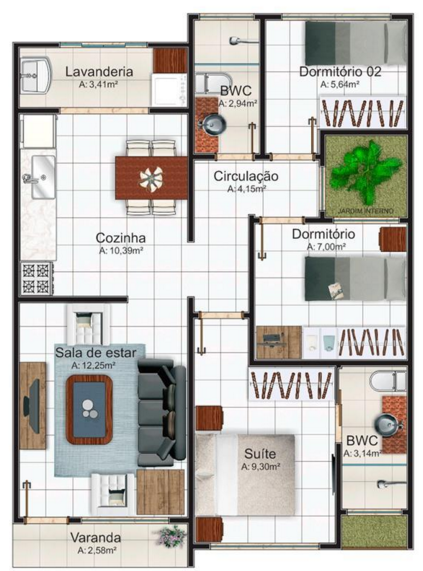 Lavanderia
A: 3,41m²
BWC
A: 2,94m²
Dormitório 02
A: 5,64m²
Circulação
A: 4,15m²
JARDIM INTERNO
Cozinha
A: 10,39m²
Dormitório
A: 7,00m²
Sala de estar
A: 12,25m²
Suíte
A: 9,30m²
BWC
A: 3,14m²
Varanda
A: 2,58m²